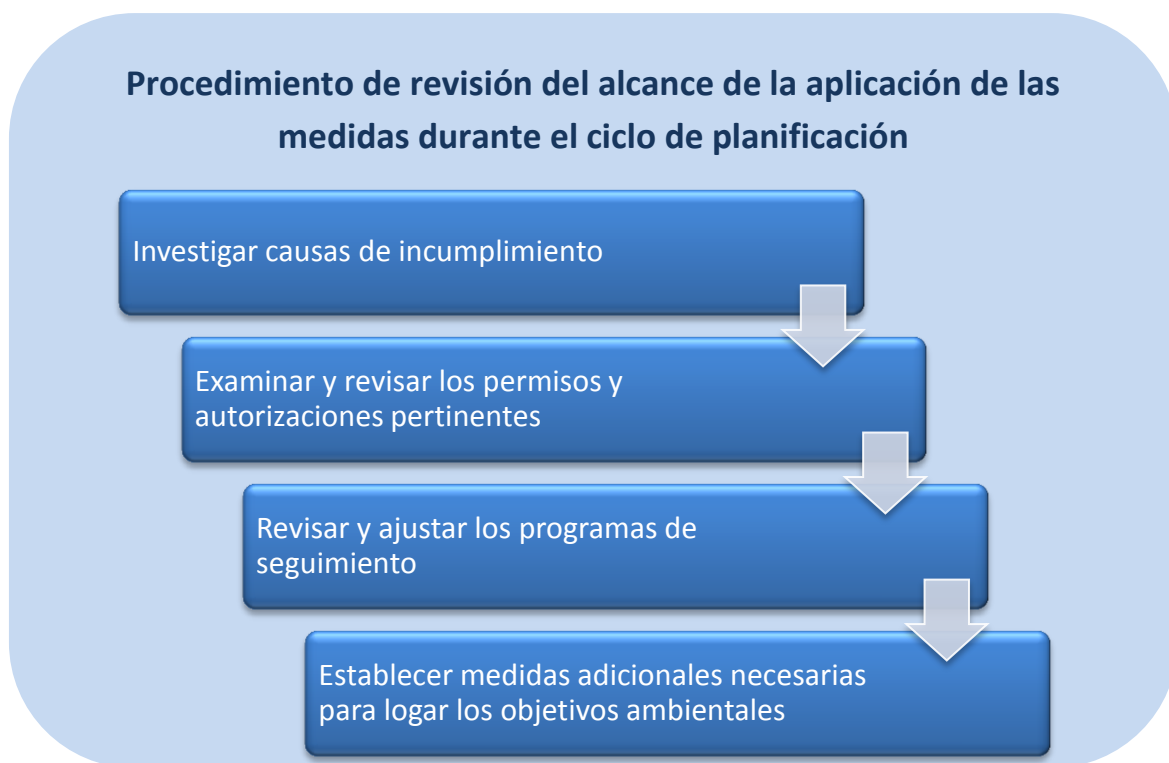 Procedimiento de revisión del alcance de la aplicación de las
medidas durante el ciclo de planificación
Investigar causas de incumplimiento
Examinar y revisar los permisos y
autorizaciones pertinentes
Revisar y ajustar los programas de
seguimiento
Establecer medidas adicionales necesarias
para logar los objetivos ambientales